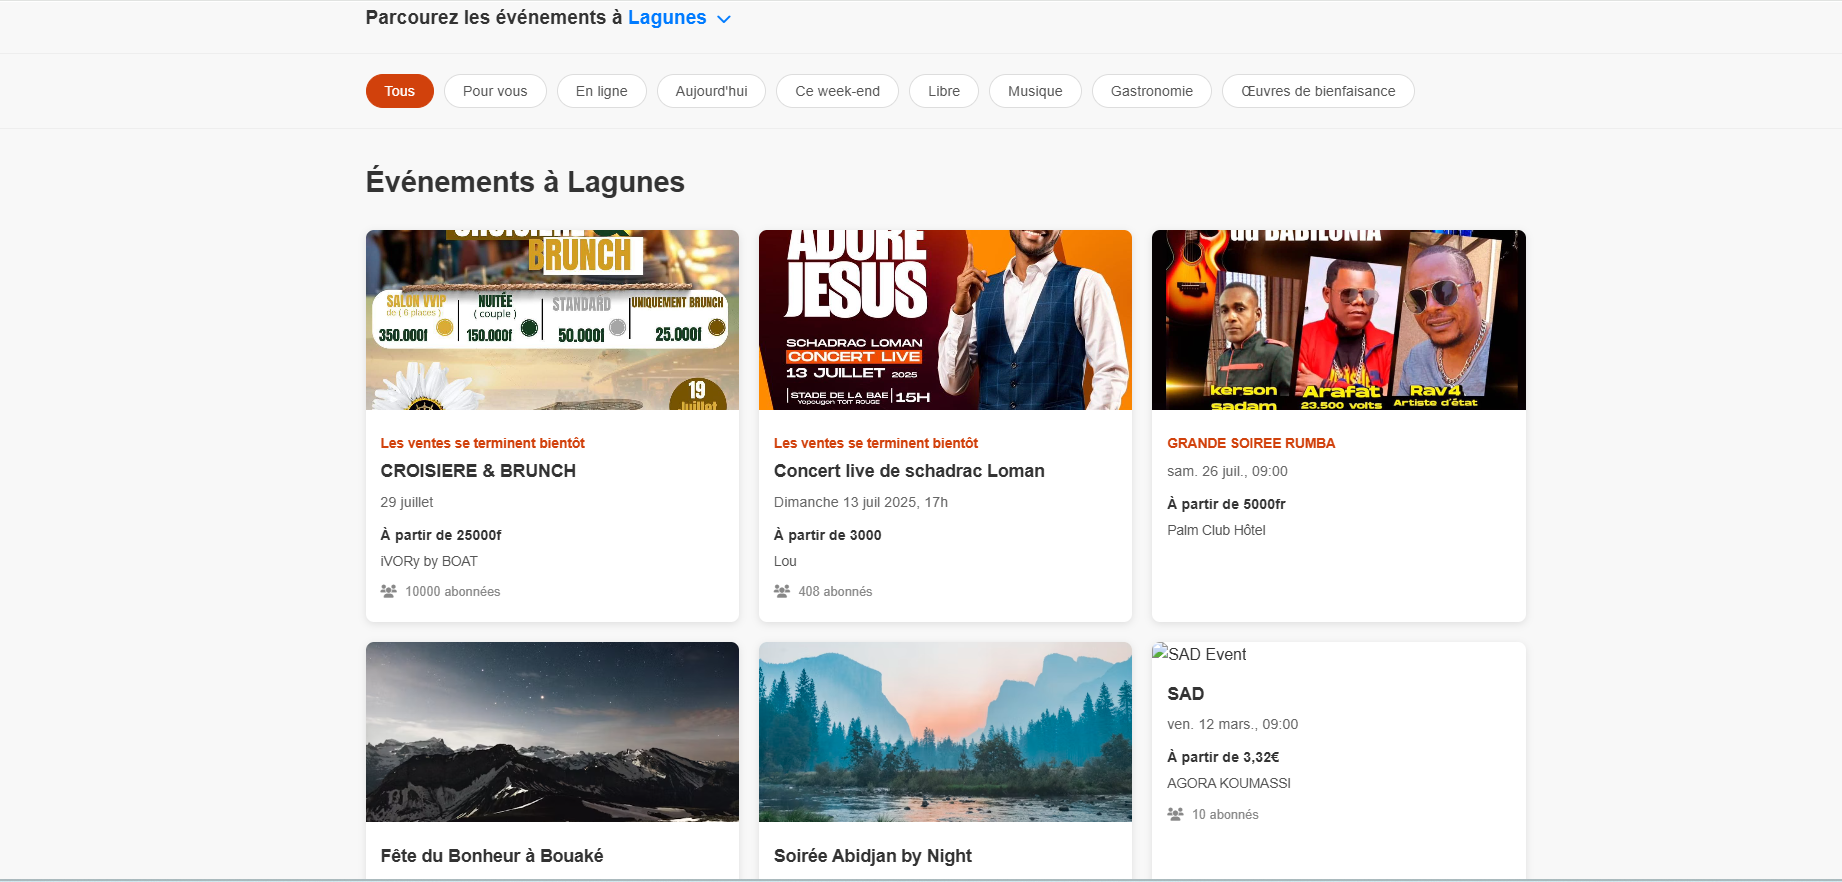 Parcourez les événements à Lagunes
Tous
Pour vous
En ligne
Aujourd'hui
Ce week-end
Libre
Musique
Gastronomie
Œuvres de bienfaisance
Événements à Lagunes
CROISIERE
BRUNCH
SALON VVIP
de ( 6 places )
350.000f
NUITÉE
( couple )
150.000f
STANDARD
50.000f
UNIQUEMENT BRUNCH
25.000f
19
Juillet
Les ventes se terminent bientôt
CROISIERE & BRUNCH
29 juillet
À partir de 25000f
iVORy by BOAT
10000 abonnées
ADORE
JESUS
SCHADRAC LOMAN
CONCERT LIVE
13 JUILLET 2025
STADE DE LA BAE
Yopougon TOIT ROUGE
15H
Les ventes se terminent bientôt
Concert live de schadrac Loman
Dimanche 13 juil 2025, 17h
À partir de 3000
Lou
408 abonnés
dd BABILONIA
kerson
sadam
Arafat
23.500 volts
Rav4
Artiste d'état
GRANDE SOIREE RUMBA
sam. 26 juil., 09:00
À partir de 5000fr
Palm Club Hôtel
Fête du Bonheur à Bouaké
Soirée Abidjan by Night
SAD Event
SAD
ven. 12 mars., 09:00
À partir de 3,32€
AGORA KOUMASSI
10 abonnés